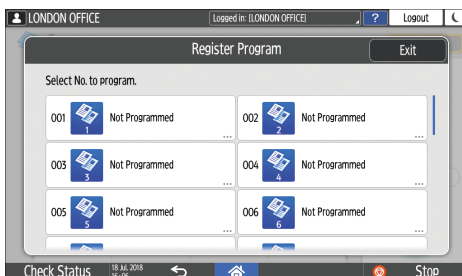 LONDON OFFICE Logged in: [LONDON OFFICE] ? Logout
Register Program Exit
Select No. to program.
001 1 Not Programmed ... 002 2 Not Programmed ...
003 3 Not Programmed ... 004 4 Not Programmed ...
005 5 Not Programmed ... 006 6 Not Programmed ...
Check Status 18 Jul, 2018 Stop